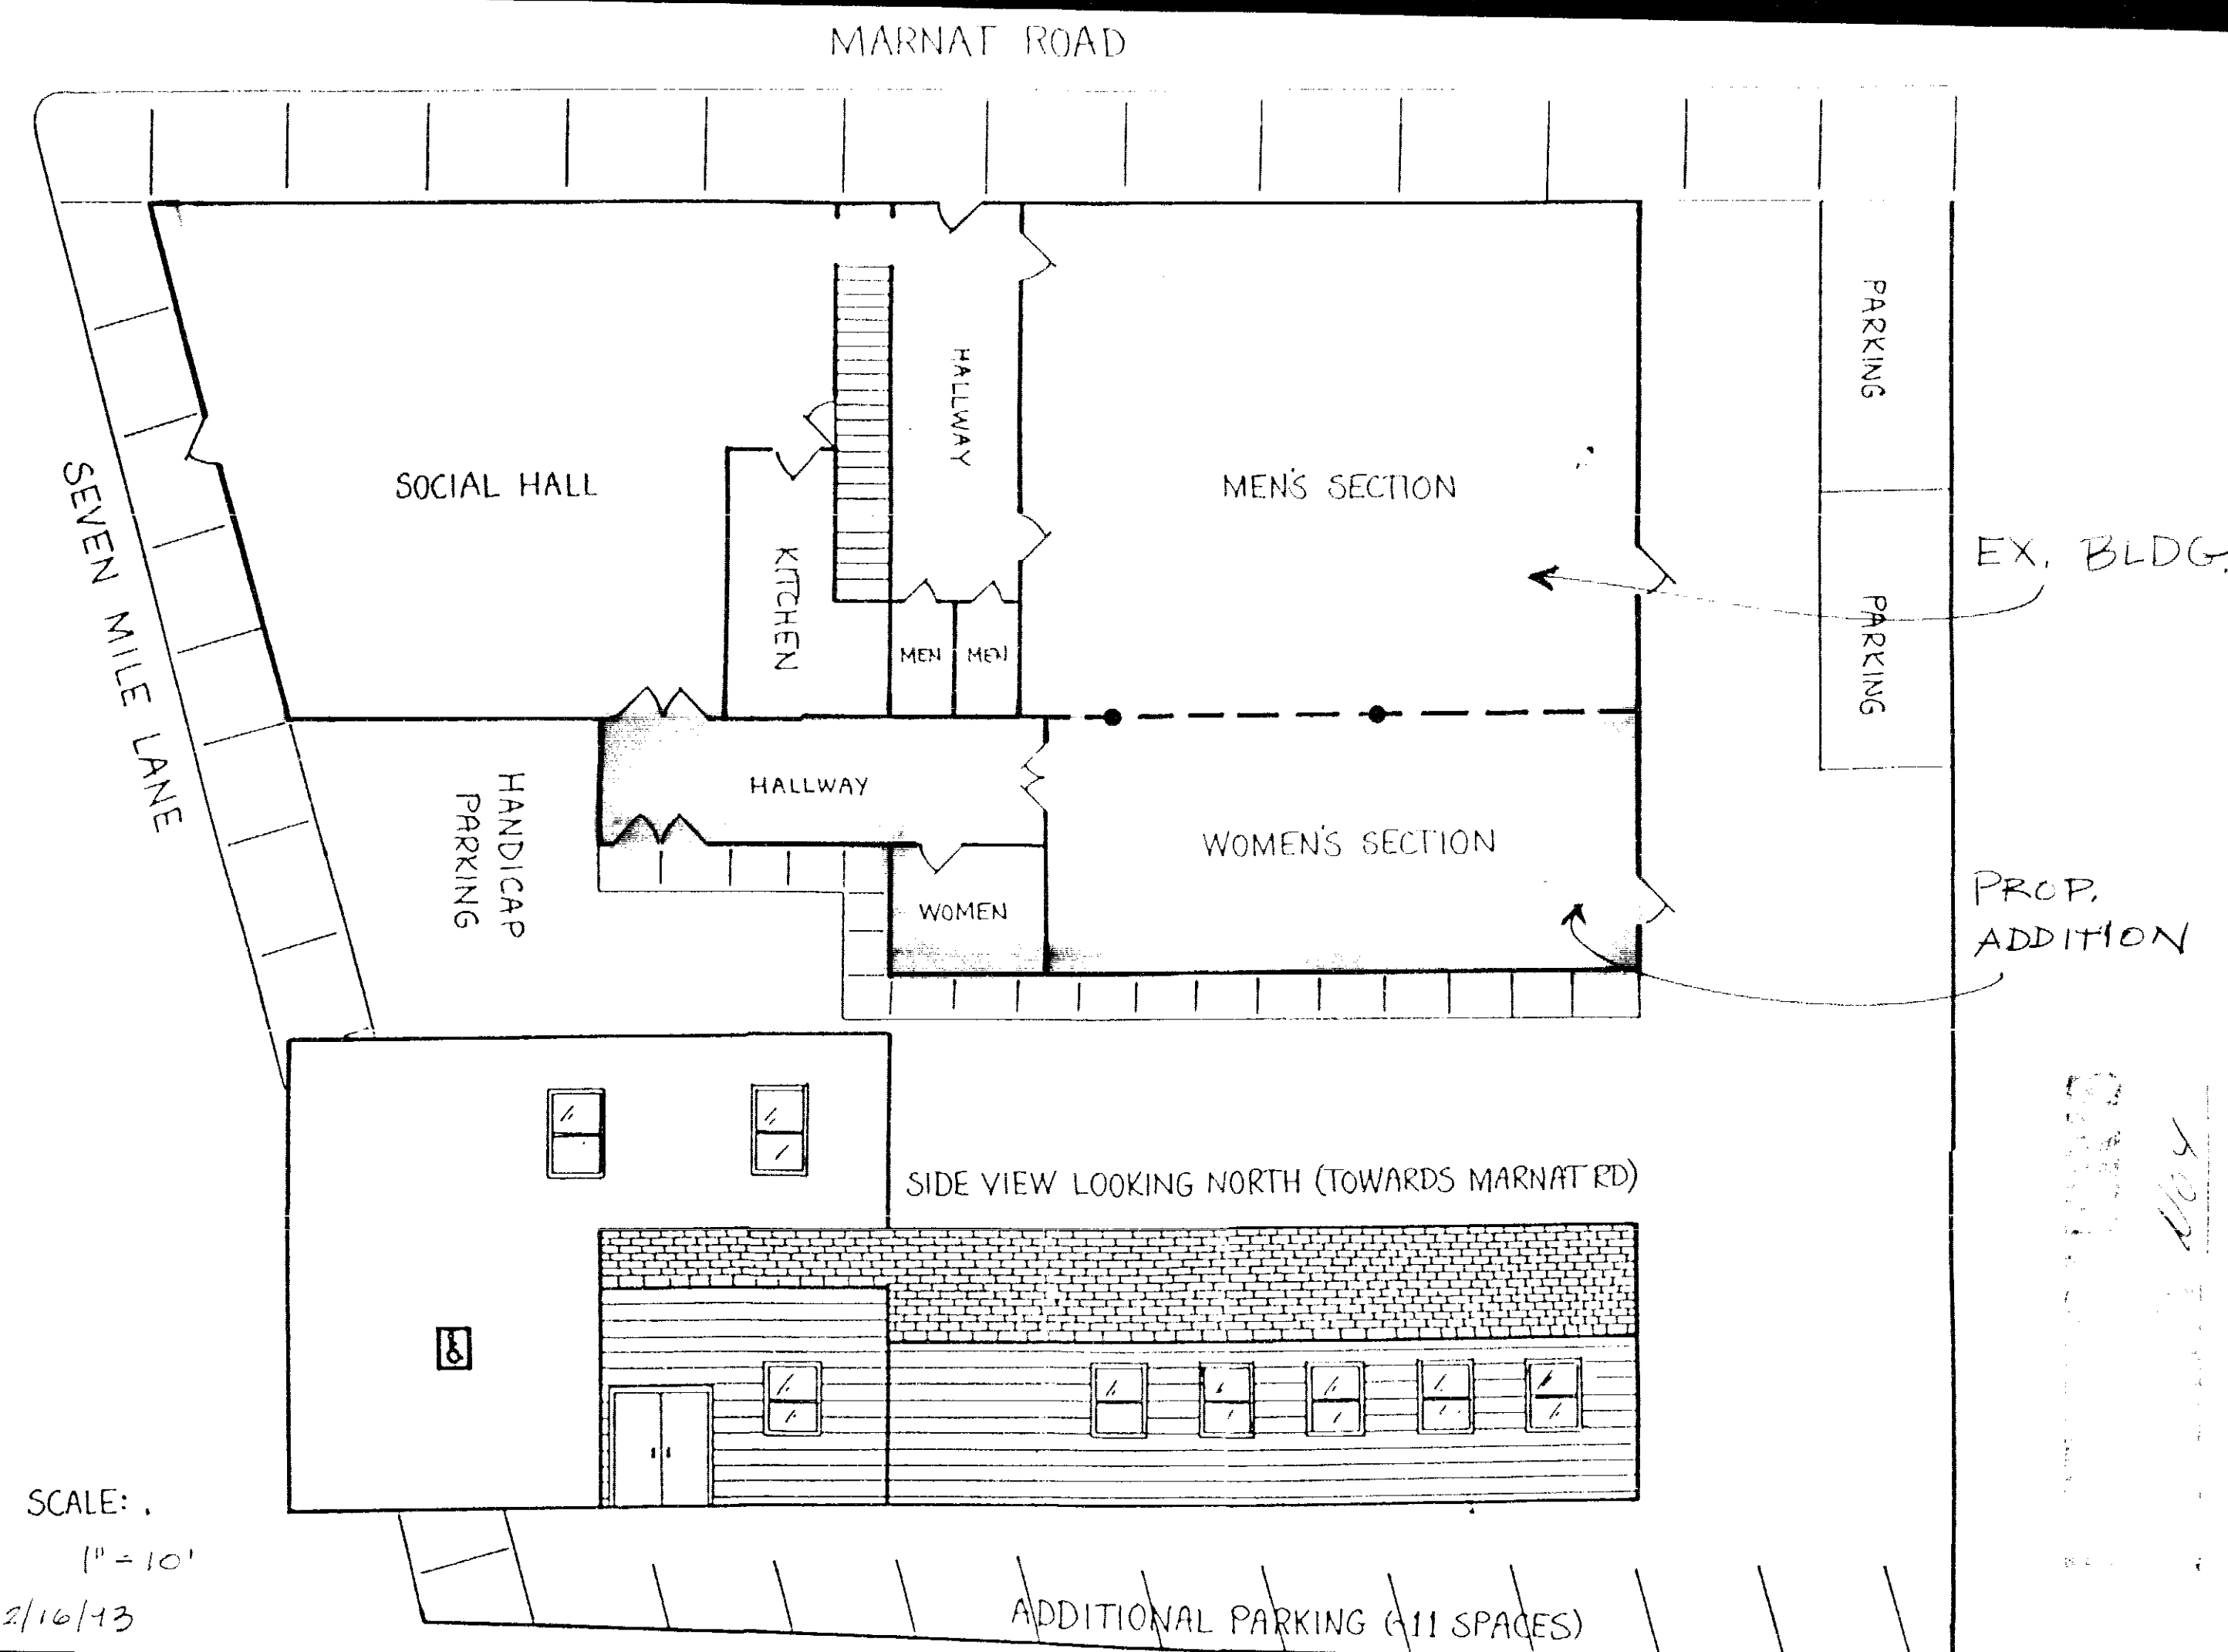 MARNAT ROAD
PARKING
HALLWAY
SOCIAL HALL
MEN'S SECTION
SEVEN MILE LANE
EX. BLDG.
KITCHEN
PARKING
MEN
MEN
HALLWAY
HANDICAP
PARKING
WOMEN'S SECTION
PROP.
ADDITION
WOMEN
SIDE VIEW LOOKING NORTH (TOWARDS MARNAT RD)
SCALE:
1" = 10'
2/16/93
ADDITIONAL PARKING (11 SPACES)